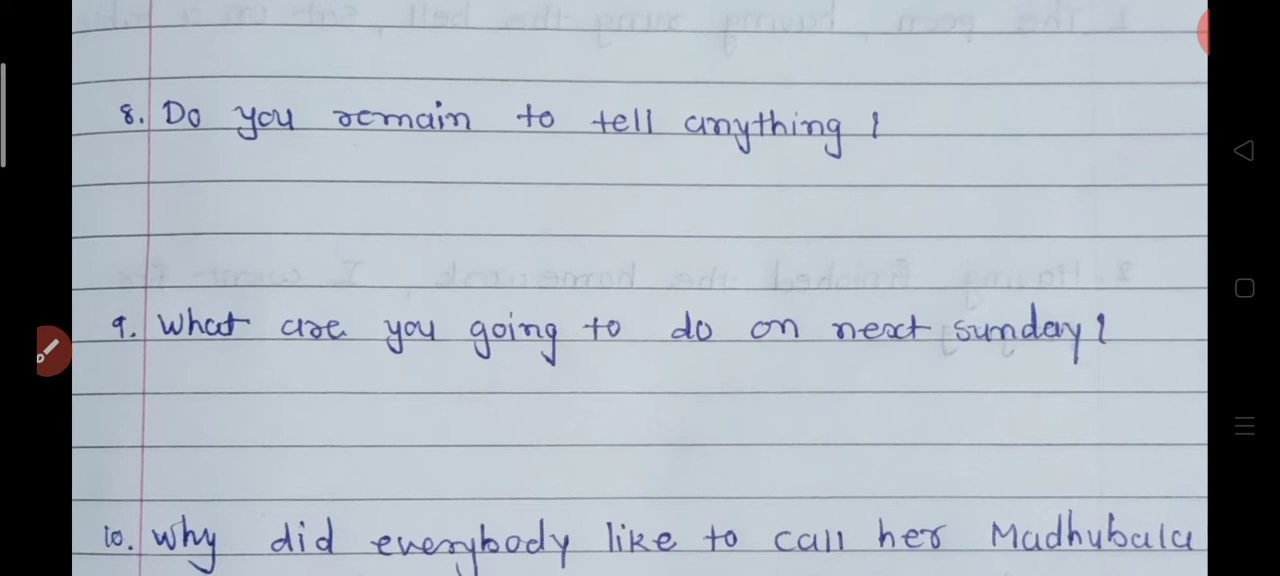 8. Do you remain to tell anything ?
9. What are you going to do on next sunday ?
10. Why did everybody like to call her Madhubala